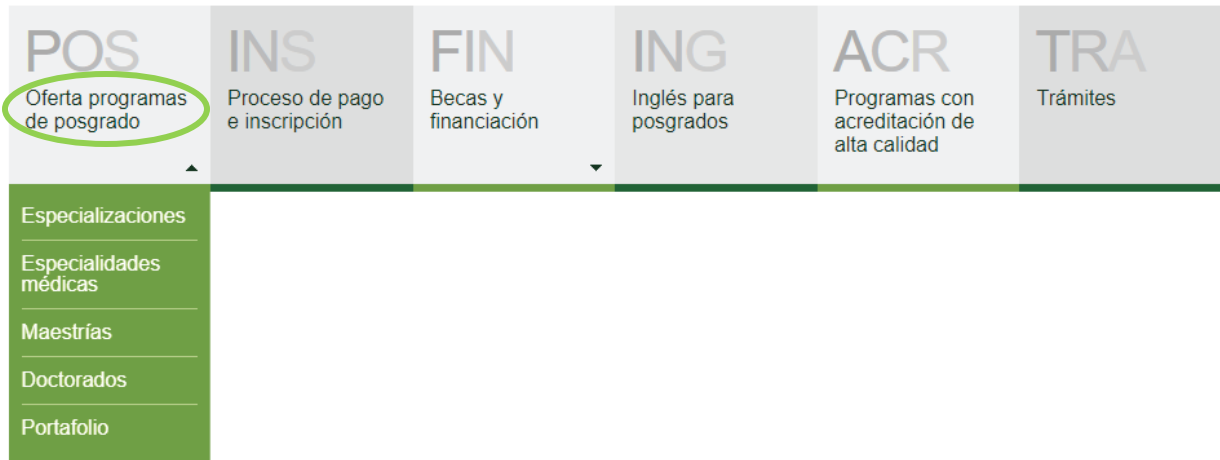 POS
Oferta programas
de posgrado
INS
Proceso de pago
e inscripción
FIN
Becas y
financiación
ING
Inglés para
posgrados
ACR
Programas con
acreditación de
alta calidad
TRA
Trámites
Especializaciones
Especialidades
médicas
Maestrías
Doctorados
Portafolio